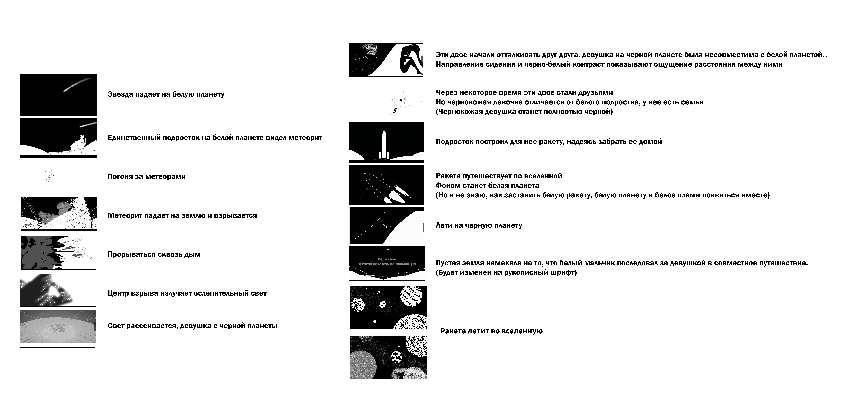 Звезда падает на белую планету
Единственный подросток на белой планете видел метеорит
Погоня за метеорами
Метеорит падает на землю и взрывается
Прорываться сквозь дым
Центр взрыва излучает ослепительный свет
Свет рассеивается, девушка с черной планеты
Эти двое начали отталкивать друг друга, девушка на черной планете была несовместима с белой планетой..
Направление сидения и черно-белый контраст показывают ощущение расстояния между ними
Через некоторое время эти двое стали друзьями
Но чернокожая девочка отличается от белого подростка, у нее есть семья
(Чернокожая девушка станет полностью черной)
Подросток построил для нее ракету, надеясь забрать ее домой
Ракета путешествует по вселенной
Фоном станет белая планета
(Но я не знаю, как заставить белую ракету, белую планету и белое пламя появиться вместе)
Лети на черную планету
Пустая земля намекала на то, что белый мальчик последовал за девушкой в совместное путешествие.
(Будет изменен на рукописный шрифт)
Ракета летит во вселенную